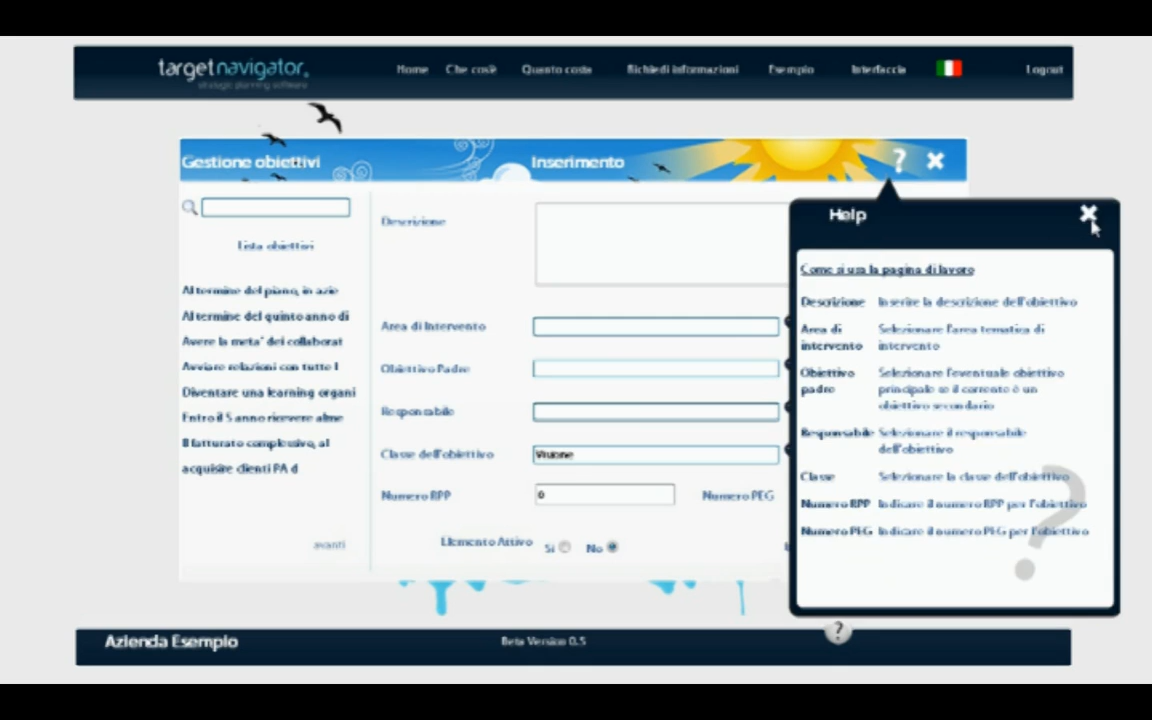 targetnavigator.
strategic planning software
Home Che cos'è Quanto costa Richiedi informazioni Esempio Interfaccia Logout
Gestione obiettivi
Inserimento
?
Lista obiettivi
Al termine del piano, in azie
Al termine del quinto anno di
Avere la meta' dei collaborat
Avviare relazioni con tutte l
Diventare una learning organi
Entro il 5 anno ricevere alme
Il fatturato complessivo, al
acquisire clienti PA d
avanti
Descrizione
Area di Intervento
Obiettivo Padre
Responsabile
Classe dell'obiettivo Visione
Numero RPP 0 Numero PEG
Elemento Attivo Si No
Help
Come si usa la pagina di lavoro
Descrizione Inserire la descrizione dell'obiettivo
Area di Selezionare l'area tematica di
intervento intervento
Obiettivo Selezionare l'eventuale obiettivo
padre principale se il corrente è un
obiettivo secondario
Responsabile Selezionare il responsabile
dell'obiettivo
Classe Selezionare la classe dell'obiettivo
Numero RPP Indicare il numero RPP per l'obiettivo
Numero PEG Indicare il numero PEG per l'obiettivo
?
Azienda Esempio
Beta Version 0.5
?